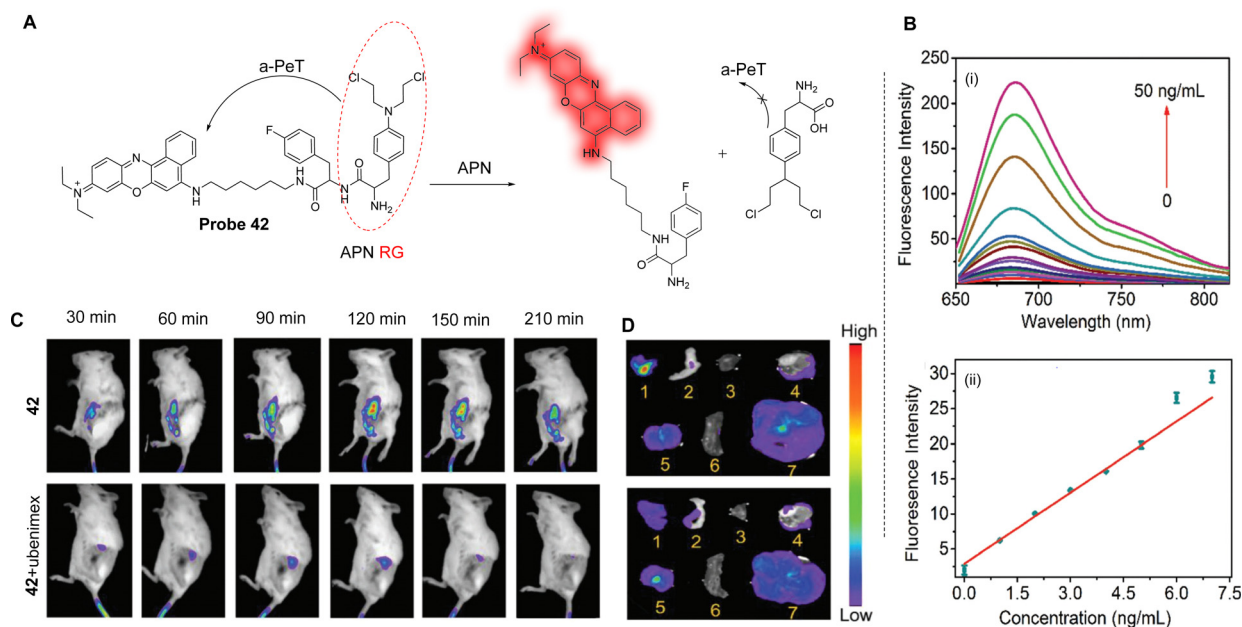 A
a-PeT
Cl
Cl
N
F
N
N
O
N
+
HN
H
N
O
H
N
O
NH2
Probe 42
APN RG
APN
N
+
N
O
HN
F
NH
O
NH2
+
a-PeT
NH2
O
OH
Cl
Cl
B
(i)
Fluorescence Intensity
250
200
150
100
50
50 ng/mL
0
650
700
750
800
Wavelength (nm)
(ii)
Fluoresence Intensity
30
25
20
15
10
5
0.0
1.5
3.0
4.5
6.0
7.5
Concentration (ng/mL)
C
30 min 60 min 90 min 120 min 150 min 210 min
42
42+ubenimex
D
1 2 3 4
5 6 7
1 2 3 4
5 6 7
High
Low